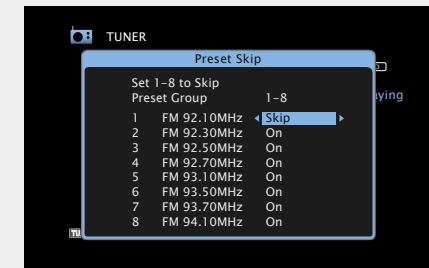 TUNER
Preset Skip
Set 1-8 to Skip
Preset Group 1-8
1 FM 92.10MHz Skip
2 FM 92.30MHz On
3 FM 92.50MHz On
4 FM 92.70MHz On
5 FM 93.10MHz On
6 FM 93.50MHz On
7 FM 93.70MHz On
8 FM 94.10MHz On
TU